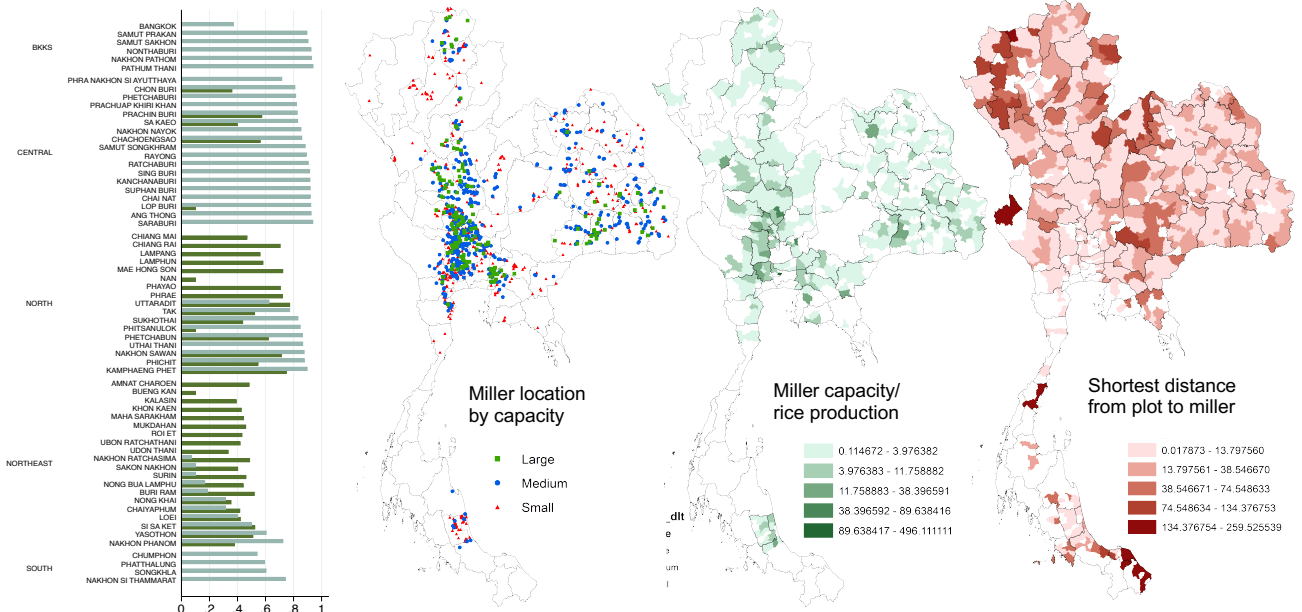 BKKS
BANGKOK
SAMUT PRAKAN
SAMUT SAKHON
NONTHABURI
NAKHON PATHOM
PATHUM THANI
CENTRAL
PHRA NAKHON SI AYUTTHAYA
CHON BURI
PHETCHABURI
PRACHUAP KHIRI KHAN
PRACHIN BURI
SA KAEO
NAKHON NAYOK
CHACHOENGSAO
SAMUT SONGKHRAM
RAYONG
RATCHABURI
SING BURI
KANCHANABURI
SUPHAN BURI
CHAI NAT
LOP BURI
ANG THONG
SARABURI
NORTH
CHIANG MAI
CHIANG RAI
LAMPANG
LAMPHUN
MAE HONG SON
NAN
PHAYAO
PHRAE
UTTARADIT
TAK
SUKHOTHAI
PHITSANULOK
PHETCHABUN
UTHAI THANI
NAKHON SAWAN
PHICHIT
KAMPHAENG PHET
NORTHEAST
AMNAT CHAROEN
BUENG KAN
KALASIN
KHON KAEN
MAHA SARAKHAM
MUKDAHAN
ROI ET
UBON RATCHATHANI
UDON THANI
NAKHON RATCHASIMA
SAKON NAKHON
SURIN
NONG BUA LAMPHU
BURI RAM
NONG KHAI
CHAIYAPHUM
LOEI
SI SA KET
YASOTHON
NAKHON PHANOM
SOUTH
CHUMPHON
PHATTHALUNG
SONGKHLA
NAKHON SI THAMMARAT
0 2 4 6 8 1
Miller location
by capacity
Large
Medium
Small
Miller capacity/
rice production
0.114672 - 3.976382
3.976383 - 11.758882
11.758883 - 38.396591
38.396592 - 89.638416
89.638417 - 496.111111
_dlt
e
e
um
l
Shortest distance
from plot to miller
0.017873 - 13.797560
13.797561 - 38.546670
38.546671 - 74.548633
74.548634 - 134.376753
134.376754 - 259.525539